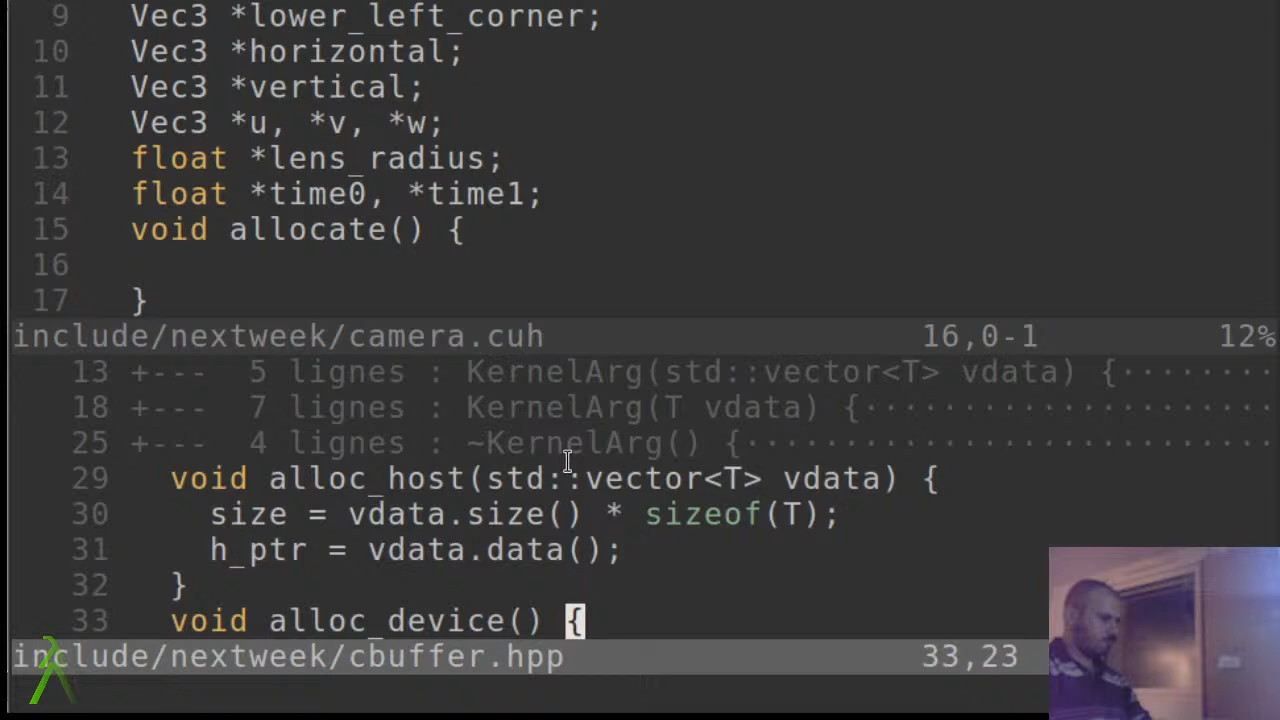 9 Vec3 *lower_left_corner;
10 Vec3 *horizontal;
11 Vec3 *vertical;
12 Vec3 *u, *v, *w;
13 float *lens_radius;
14 float *time0, *time1;
15 void allocate() {
16
17 }
include/nextweek/camera.cuh 16,0-1 12%
13 +--- 5 lignes : KernelArg(std::vector<T> vdata) {········
18 +--- 7 lignes : KernelArg(T vdata) {·····················
25 +--- 4 lignes : ~KernelArg() {···························
29 void alloc_host(std::vector<T> vdata) {
30 size = vdata.size() * sizeof(T);
31 h_ptr = vdata.data();
32 }
33 void alloc_device() {
include/nextweek/cbuffer.hpp 33,23